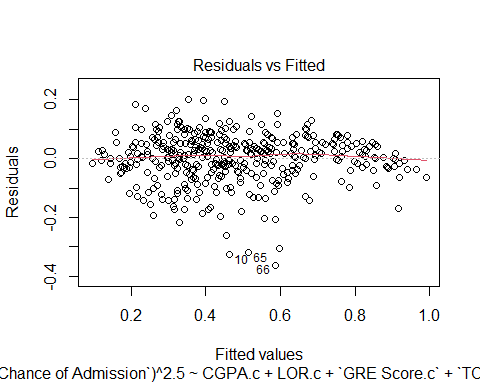 Residuals vs Fitted
Residuals
0.2
0.0
-0.2
-0.4
10 65
66
0.2 0.4 0.6 0.8 1.0
Fitted values
Chance of Admission`)^2.5 ~ CGPA.c + LOR.c + `GRE Score.c` + `TO